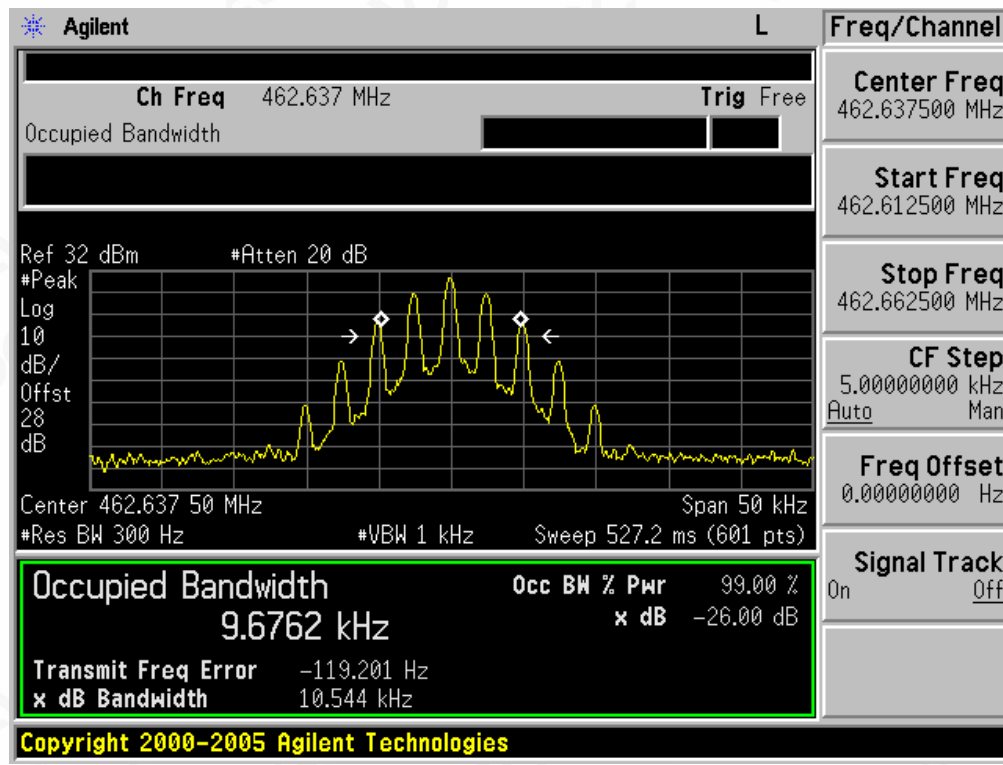 Agilent L
Ch Freq 462.637 MHz Trig Free
Occupied Bandwidth
Ref 32 dBm #Atten 20 dB
#Peak
Log
10
dB/
Offst
28
dB
Center 462.637 50 MHz Span 50 kHz
#Res BW 300 Hz #VBW 1 kHz Sweep 527.2 ms (601 pts)
Occupied Bandwidth Occ BW % Pwr 99.00 %
9.6762 kHz x dB -26.00 dB
Transmit Freq Error -119.201 Hz
x dB Bandwidth 10.544 kHz
Copyright 2000-2005 Agilent Technologies
Freq/Channel
Center Freq
462.637500 MHz
Start Freq
462.612500 MHz
Stop Freq
462.662500 MHz
CF Step
5.00000000 kHz
Auto Man
Freq Offset
0.00000000 Hz
Signal Track
On Off